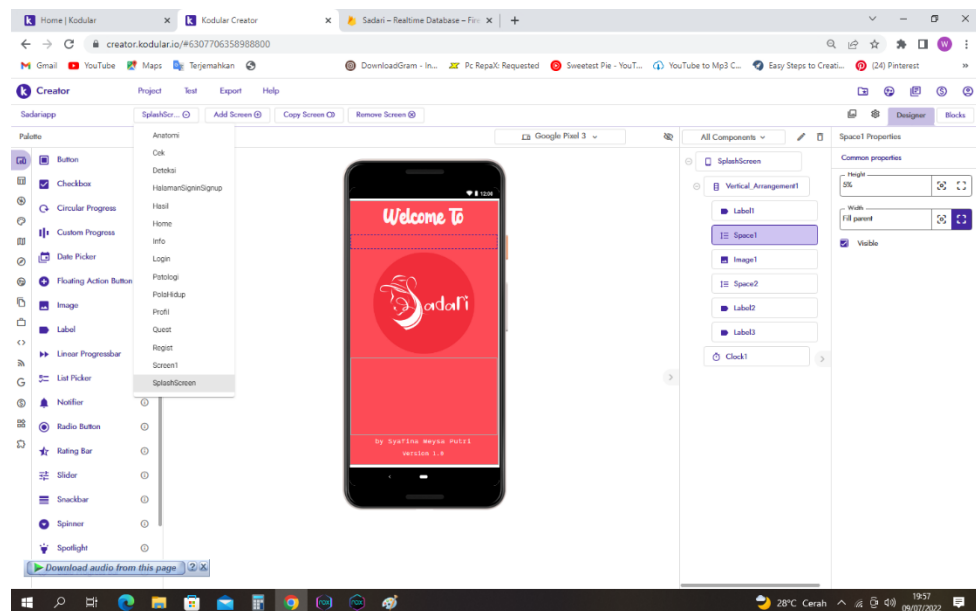 Home | Kodular
Kodular Creator
Sadari – Realtime Database – Fire
creator.kodular.io/#6307706358988800
Gmail
YouTube
Maps
Terjemahkan
DownloadGram - In...
Pc RepaX: Requested
Sweetest Pie - YouT...
YouTube to Mp3 C...
Easy Steps to Creati...
(24) Pinterest
»
Creator
Project
Test
Export
Help
Sadariapp
SplashScr...
Add Screen
Copy Screen
Remove Screen
Designer
Blocks
Palette
Google Pixel 3
All Components
Space1 Properties
Button
Checkbox
Circular Progress
Custom Progress
Date Picker
Floating Action Button
Image
Label
Linear Progressbar
List Picker
Notifier
Radio Button
Rating Bar
Slider
Snackbar
Spinner
Spotlight
Anatomi
Cek
Deteksi
HalamanSigninSignup
Hasil
Home
Info
Login
Patologi
PolaHidup
Profil
Quest
Regist
Screen1
SplashScreen
12:00
Welcome To
Sadari
by Syafina Weysa Putri
Version 1.0
SplashScreen
Vertical_Arrangement1
Label1
Space1
Image1
Space2
Label2
Label3
Clock1
Common properties
Height
5%
Width
Fill parent
Visible
Download audio from this page
? X
28°C Cerah
19:57
09/07/2022